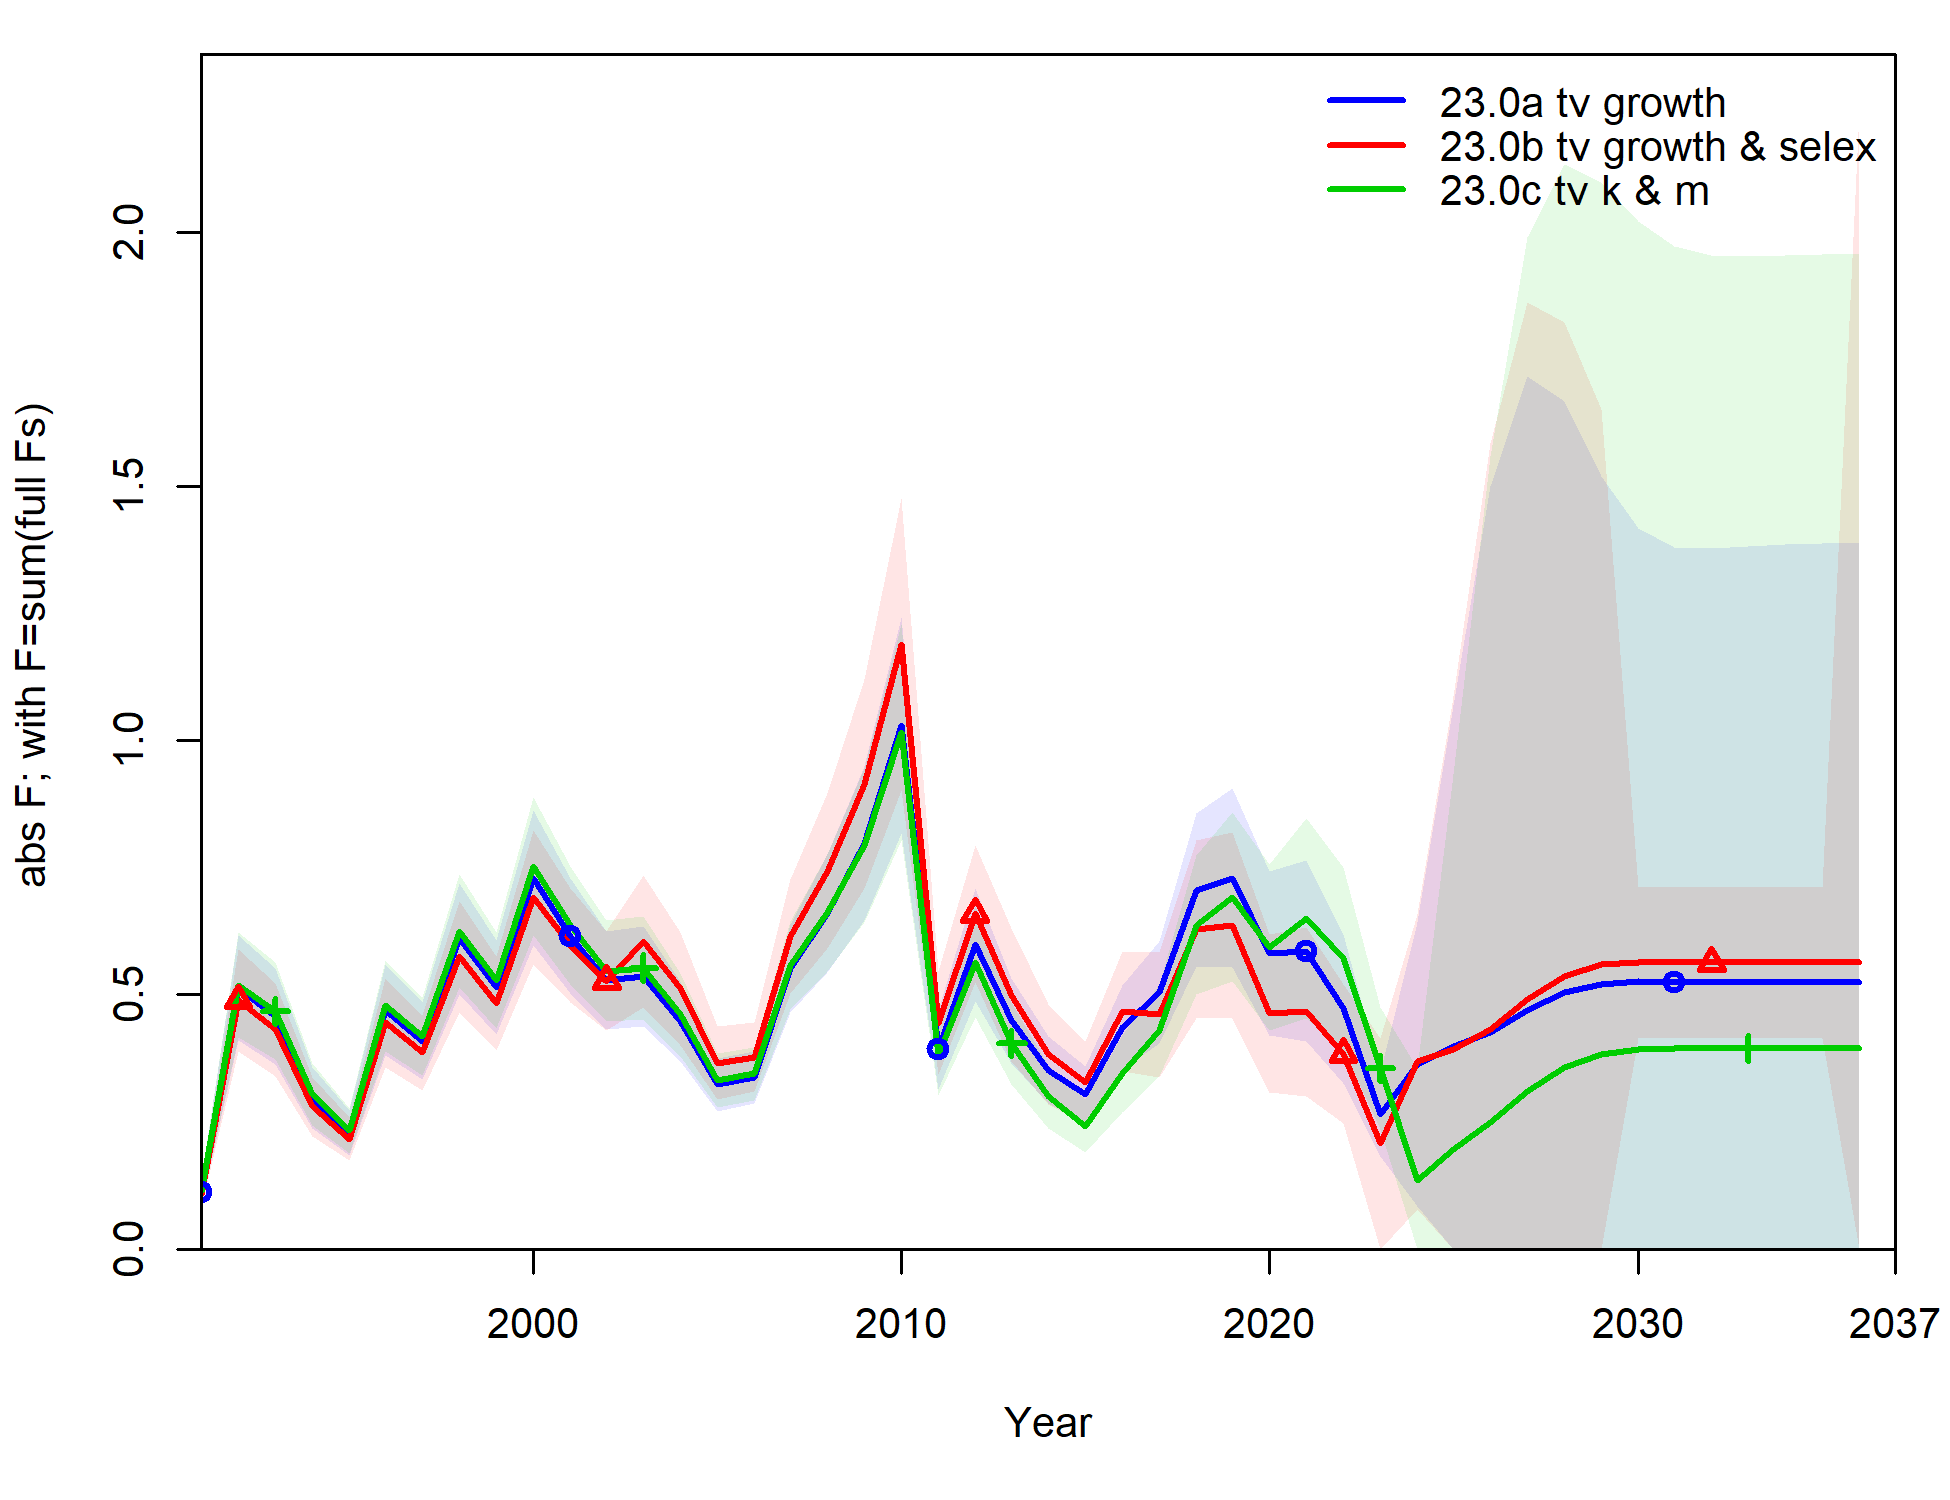 23.0a tv growth
23.0b tv growth & selex
23.0c tv k & m
abs F; with F=sum(full Fs)
2.0
1.5
1.0
0.5
0.0
2000 2010 2020 2030 2037
Year